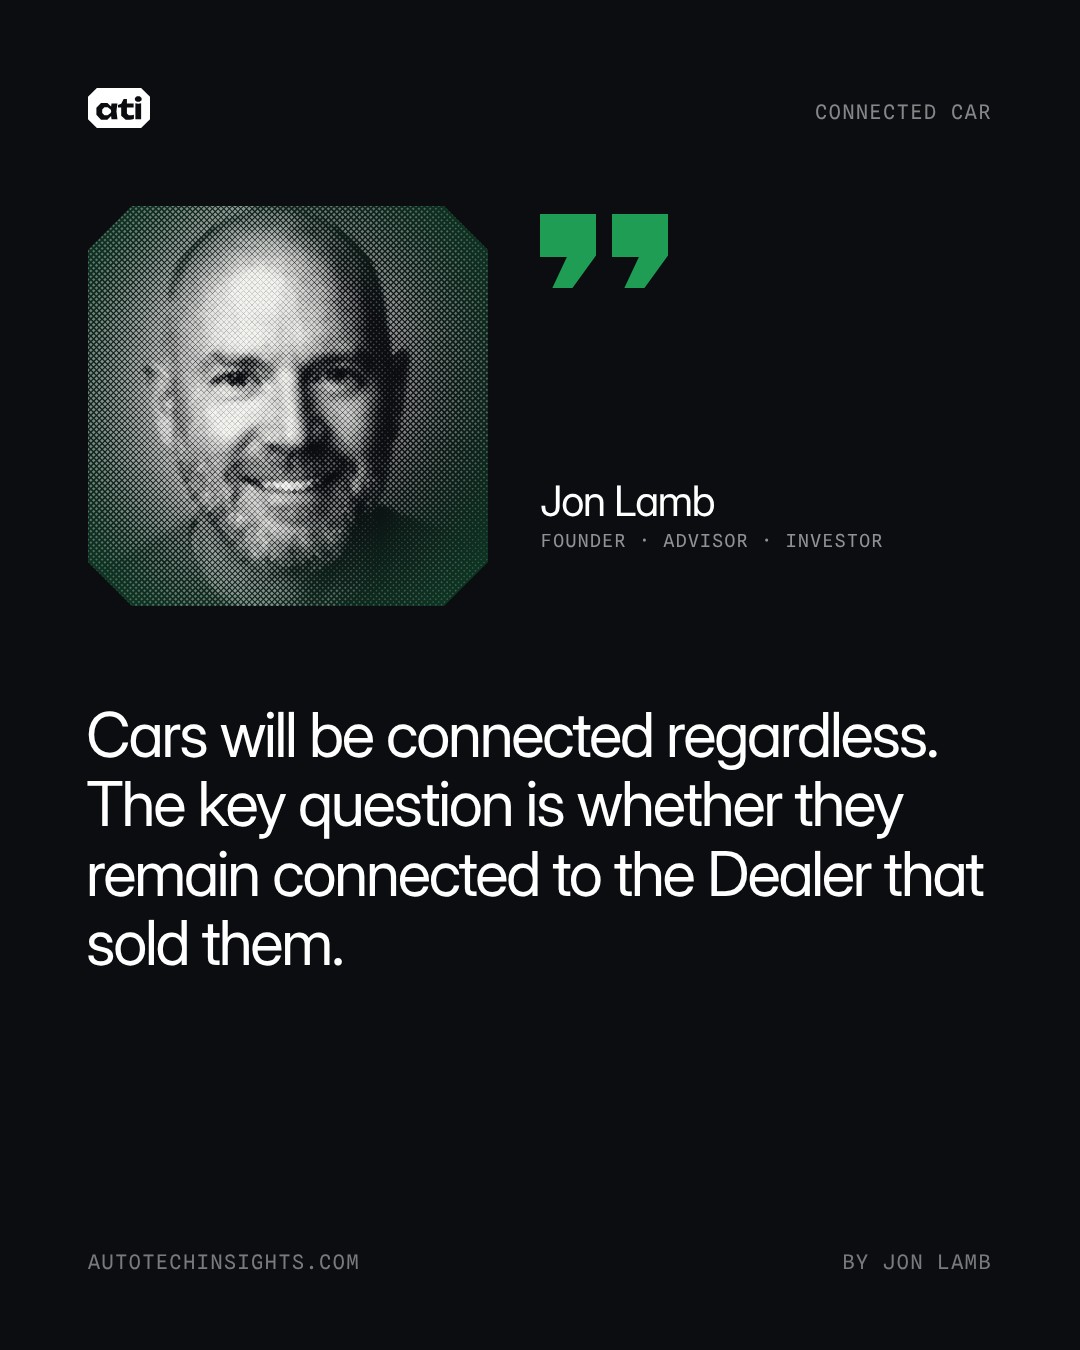 ati
CONNECTED CAR
Jon Lamb
FOUNDER · ADVISOR · INVESTOR
Cars will be connected regardless.
The key question is whether they
remain connected to the Dealer that
sold them.
AUTOTECHINSIGHTS.COM
BY JON LAMB